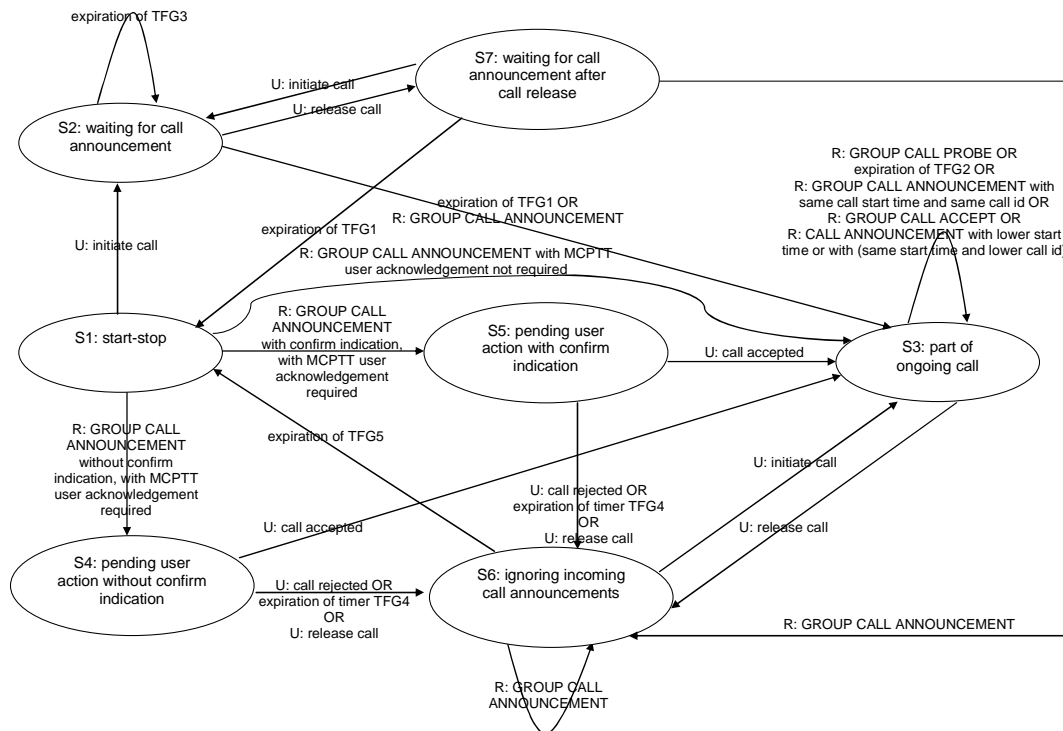 expiration of TFG3
S7: waiting for call
announcement after
call release
U: initiate call
U: release call
S2: waiting for call
announcement
R: GROUP CALL PROBE OR
expiration of TFG2 OR
R: GROUP CALL ANNOUNCEMENT with
same call start time and same call id OR
R: GROUP CALL ACCEPT OR
R: CALL ANNOUNCEMENT with lower start
time or with (same start time and lower call id)
expiration of TFG1 OR
R: GROUP CALL ANNOUNCEMENT
expiration of TFG1
U: initiate call
R: GROUP CALL ANNOUNCEMENT with MCPTT
user acknowledgement not required
S1: start-stop
R: GROUP CALL
ANNOUNCEMENT
with confirm indication,
with MCPTT user
acknowledgement
required
S5: pending user
action with confirm
indication
U: call accepted
S3: part of
ongoing call
R: GROUP CALL
ANNOUNCEMENT
without confirm
indication, with MCPTT
user acknowledgement
required
expiration of TFG5
U: initiate call
U: call rejected OR
expiration of timer TFG4
OR
U: release call
U: call accepted
U: release call
S4: pending user
action without confirm
indication
U: call rejected OR
expiration of timer TFG4
OR
U: release call
S6: ignoring incoming
call announcements
R: GROUP CALL ANNOUNCEMENT
R: GROUP CALL
ANNOUNCEMENT